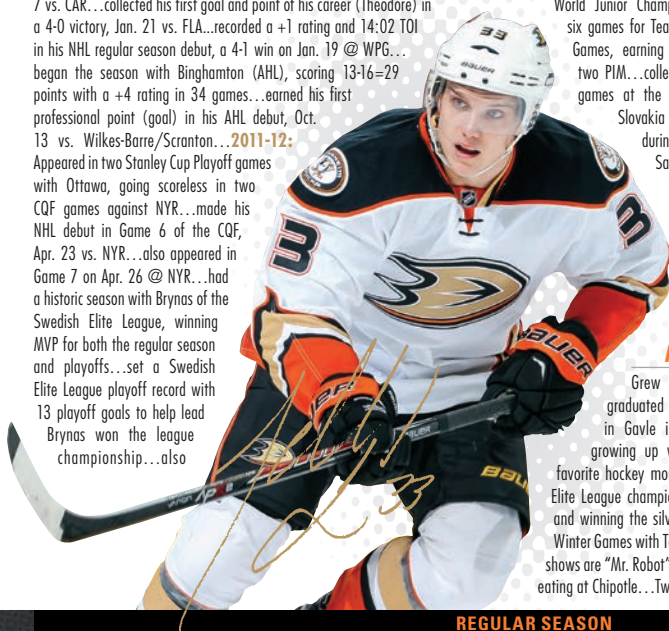 7 vs. CAR…collected his first goal and point of his career (Theodore) in
a 4-0 victory, Jan. 21 vs. FLA...recorded a +1 rating and 14:02 TOI
in his NHL regular season debut, a 4-1 win on Jan. 19 @ WPG…
began the season with Binghamton (AHL), scoring 13-16=29
points with a +4 rating in 34 games…earned his first
professional point (goal) in his AHL debut, Oct.
13 vs. Wilkes-Barre/Scranton…2011-12:
Appeared in two Stanley Cup Playoff games
with Ottawa, going scoreless in two
CQF games against NYR…made his
NHL debut in Game 6 of the CQF,
Apr. 23 vs. NYR…also appeared in
Game 7 on Apr. 26 @ NYR…had
a historic season with Brynas of the
Swedish Elite League, winning
MVP for both the regular season
and playoffs…set a Swedish
Elite League playoff record with
13 playoff goals to help lead
Brynas won the league
championship…also
World Junior Champ
six games for Tea
Games, earning
two PIM…colle
games at the
Slovakia
durin
Sa
33
BAUER
3
3
BAUER
BAUER
BAU
33
Grew
graduated
in Gavle i
growing up
favorite hockey mo
Elite League champi
and winning the silv
Winter Games with T
shows are “Mr. Robot”
eating at Chipotle…Tw
REGULAR SEASON